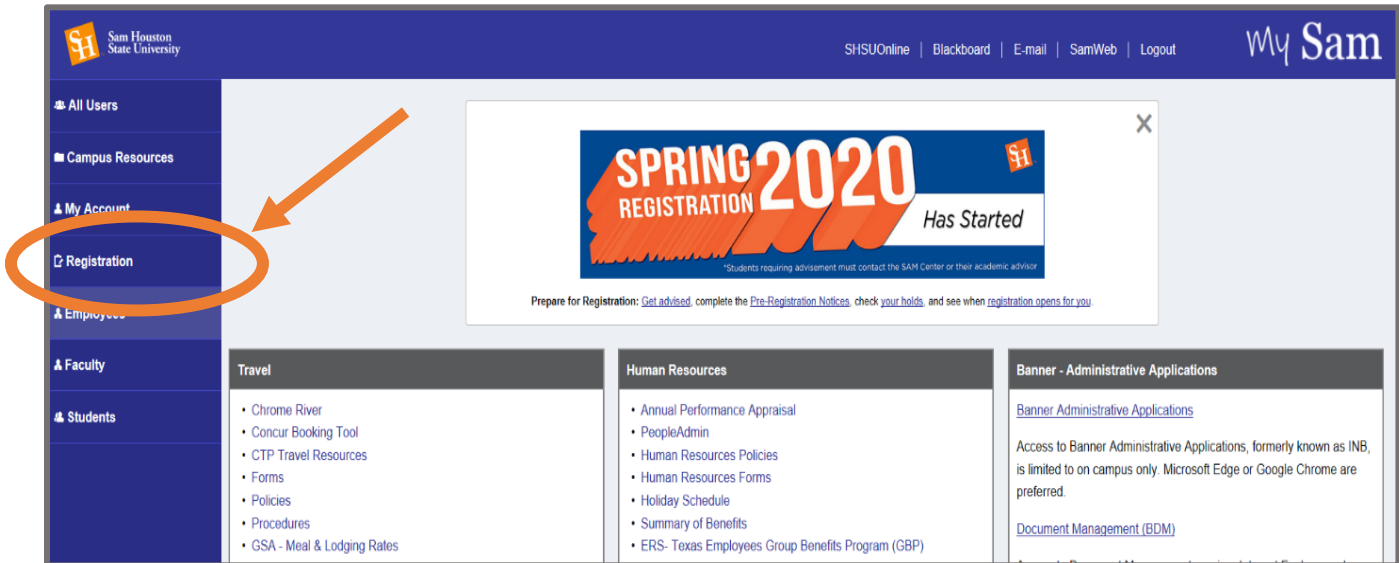 Sam Houston
State University
SHSUOnline | Blackboard | E-mail | SamWeb | Logout
My Sam
All Users
Campus Resources
My Account
Registration
Employees
Faculty
Students
SPRING 2020
REGISTRATION
Has Started
*Students requiring advisement must contact the SAM Center or their academic advisor
Prepare for Registration: Get advised, complete the Pre-Registration Notices, check your holds, and see when registration opens for you.
Travel
• Chrome River
• Concur Booking Tool
• CTP Travel Resources
• Forms
• Policies
• Procedures
• GSA - Meal & Lodging Rates
Human Resources
• Annual Performance Appraisal
• PeopleAdmin
• Human Resources Policies
• Human Resources Forms
• Holiday Schedule
• Summary of Benefits
• ERS- Texas Employees Group Benefits Program (GBP)
Banner - Administrative Applications
Banner Administrative Applications
Access to Banner Administrative Applications, formerly known as INB,
is limited to on campus only. Microsoft Edge or Google Chrome are
preferred.
Document Management (BDM)